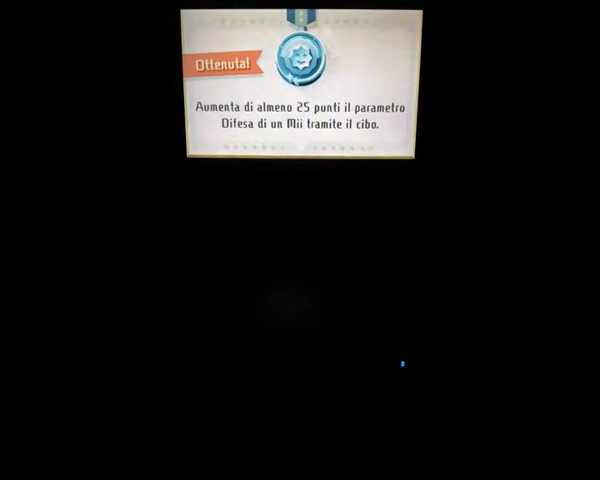 Ottenuta!
Aumenta di almeno 25 punti il parametro
Difesa di un Mii tramite il cibo.